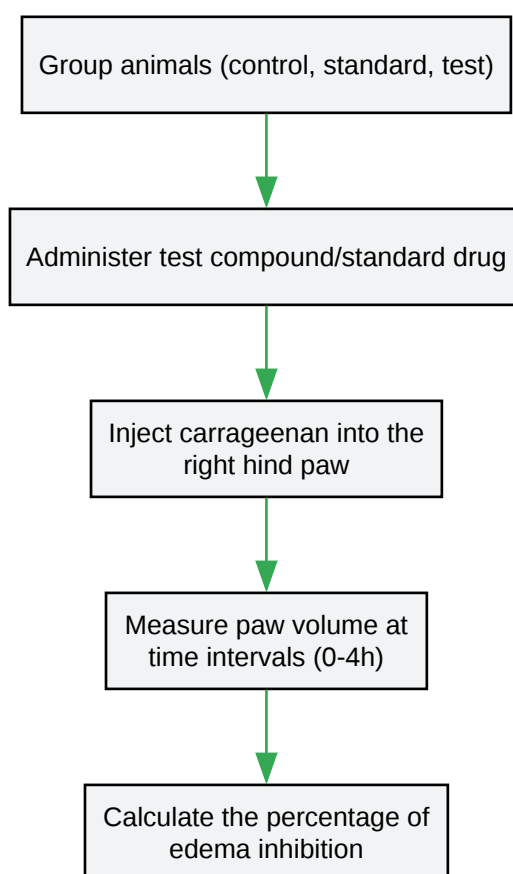 Group animals (control, standard, test)
Administer test compound/standard drug
Inject carrageenan into the
right hind paw
Measure paw volume at
time intervals (0-4h)
Calculate the percentage of
edema inhibition